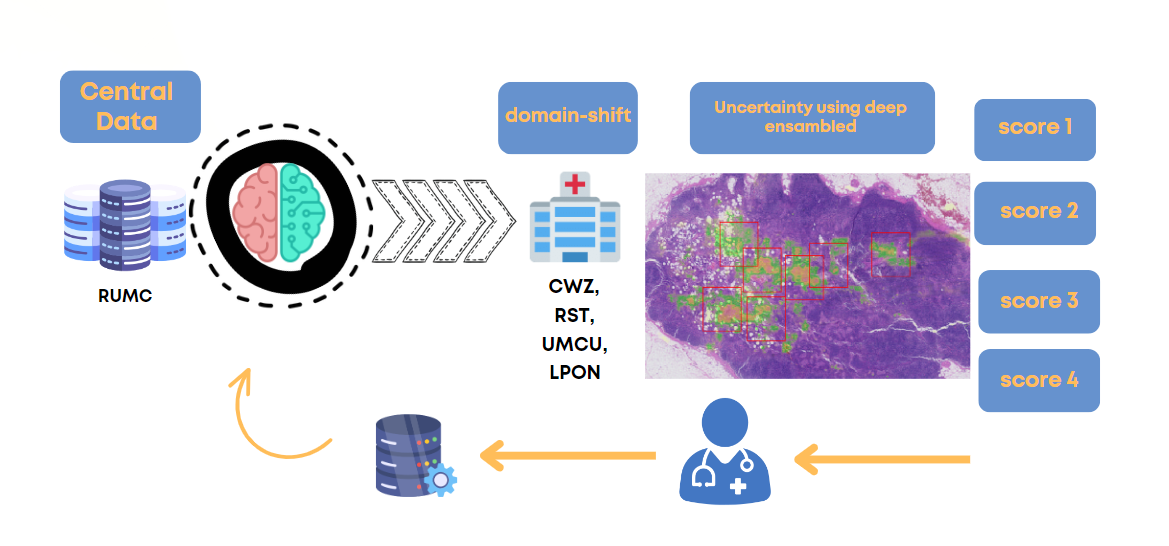 Central
Data
RUMC
domain-shift
CWZ,
RST,
UMCU,
LPON
Uncertainty using deep
ensambled
score 1
score 2
score 3
score 4